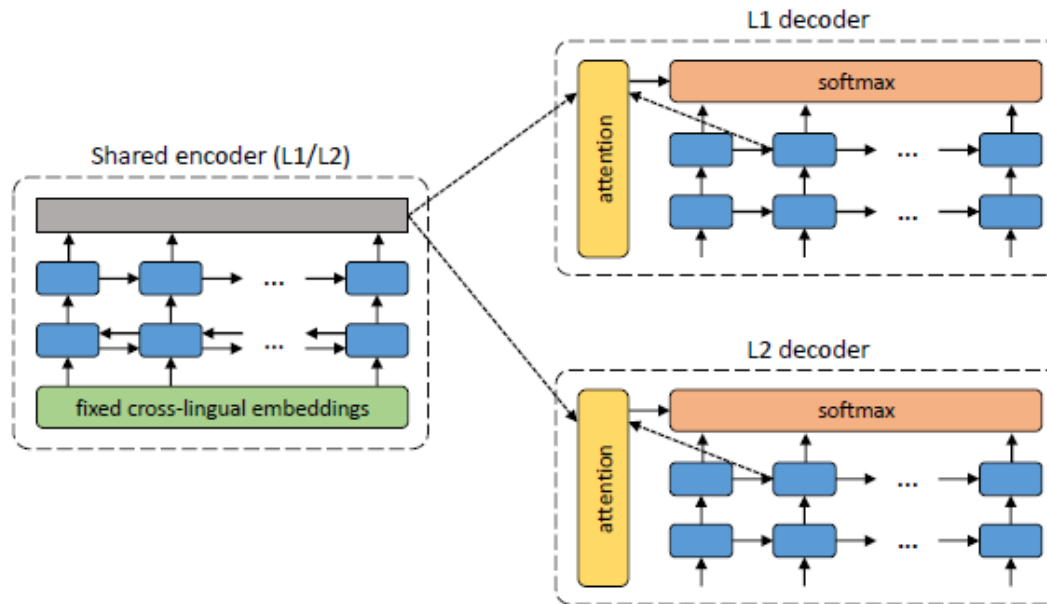 Shared encoder (L1/L2)
...
...
fixed cross-lingual embeddings
L1 decoder
attention
softmax
...
...
L2 decoder
attention
softmax
...
...